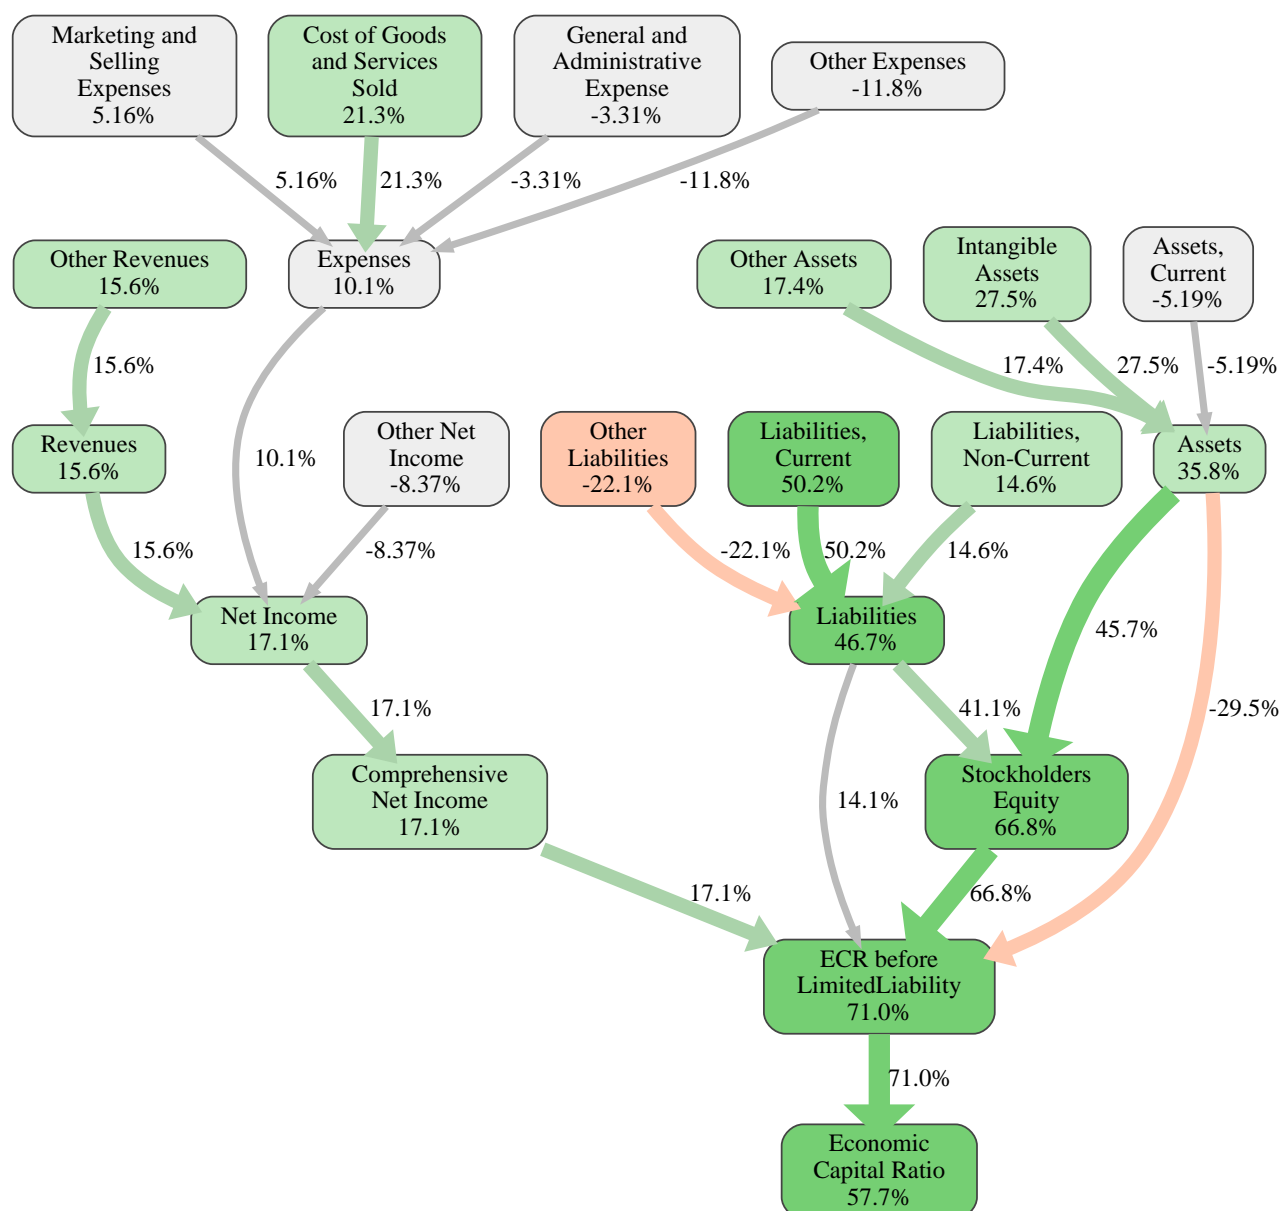 Marketing and
Selling
Expenses
5.16%
Cost of Goods
and Services
Sold
21.3%
General and
Administrative
Expense
-3.31%
Other Expenses
-11.8%
5.16%
21.3%
-3.31%
-11.8%
Other Revenues
15.6%
Expenses
10.1%
Other Assets
17.4%
Intangible
Assets
27.5%
Assets,
Current
-5.19%
15.6%
17.4%
27.5%
-5.19%
Revenues
15.6%
10.1%
Other Net
Income
-8.37%
Other
Liabilities
-22.1%
Liabilities,
Current
50.2%
Liabilities,
Non-Current
14.6%
Assets
35.8%
15.6%
-8.37%
-22.1%
50.2%
14.6%
Net Income
17.1%
Liabilities
46.7%
45.7%
17.1%
41.1%
-29.5%
Comprehensive
Net Income
17.1%
14.1%
Stockholders
Equity
66.8%
17.1%
66.8%
ECR before
LimitedLiability
71.0%
71.0%
Economic
Capital Ratio
57.7%